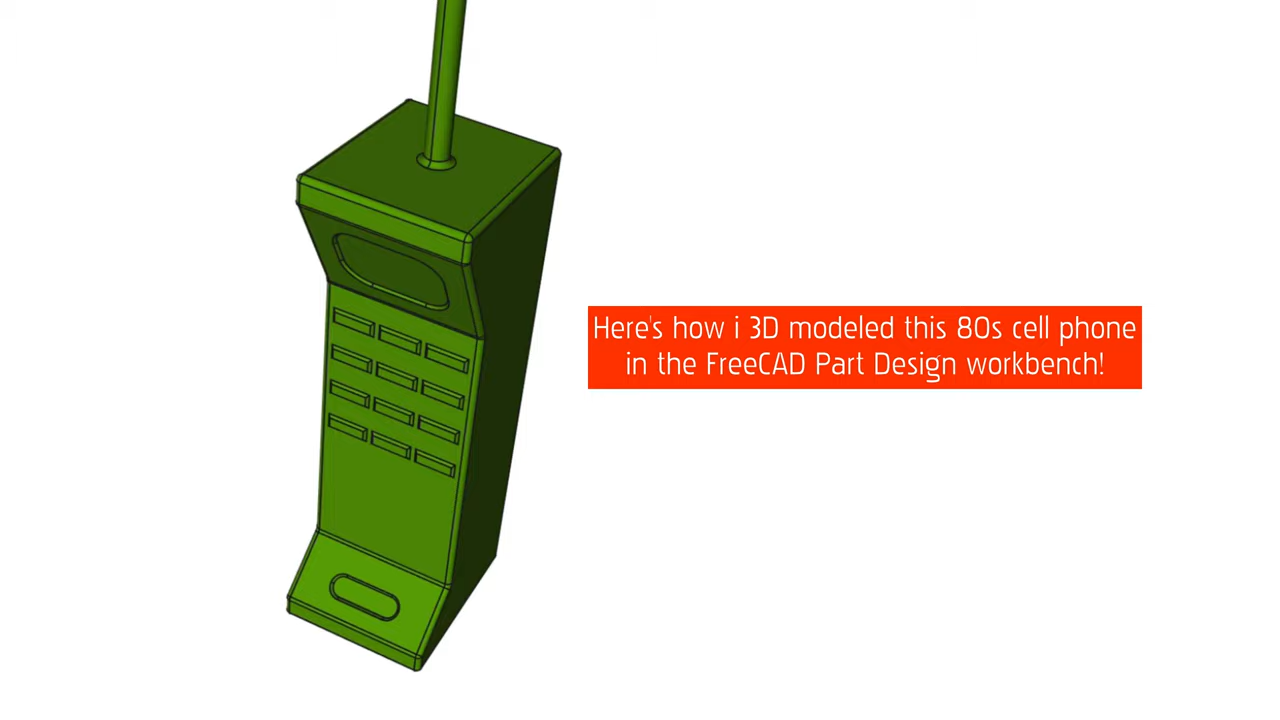 Here's how i 3D modeled this 80s cell phone
in the FreeCAD Part Design workbench!